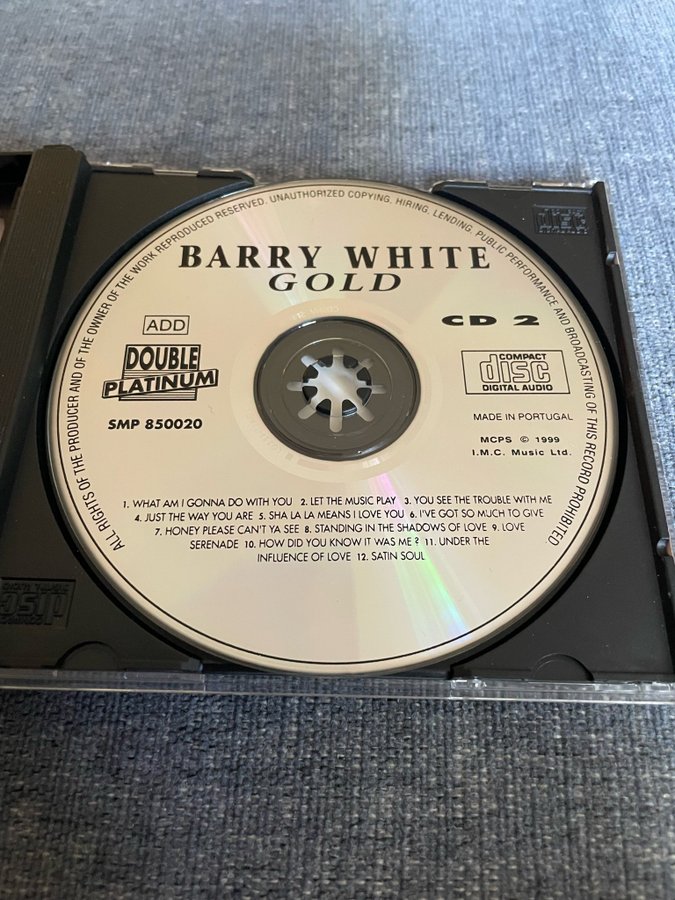 ALL RIGHTS OF THE PRODUCER AND OF THE OWNER OF THE WORK REPRODUCED RESERVED. UNAUTHORIZED COPYING, HIRING, LENDING, PUBLIC PERFORMANCE AND BROADCASTING OF THIS RECORD PROHIBITED
BARRY WHITE
GOLD
ADD
CD 2
DOUBLE
PLATINUM
COMPACT
disc
DIGITAL AUDIO
SMP 850020
MADE IN PORTUGAL
MCPS © 1999
I.M.C. Music Ltd.
1. WHAT AM I GONNA DO WITH YOU 2. LET THE MUSIC PLAY 3. YOU SEE THE TROUBLE WITH ME
4. JUST THE WAY YOU ARE 5. SHA LA LA MEANS I LOVE YOU 6. I'VE GOT SO MUCH TO GIVE
7. HONEY PLEASE CAN'T YA SEE 8. STANDING IN THE SHADOWS OF LOVE 9. LOVE
SERENADE 10. HOW DID YOU KNOW IT WAS ME ? 11. UNDER THE
INFLUENCE OF LOVE 12. SATIN SOUL
disc
disc